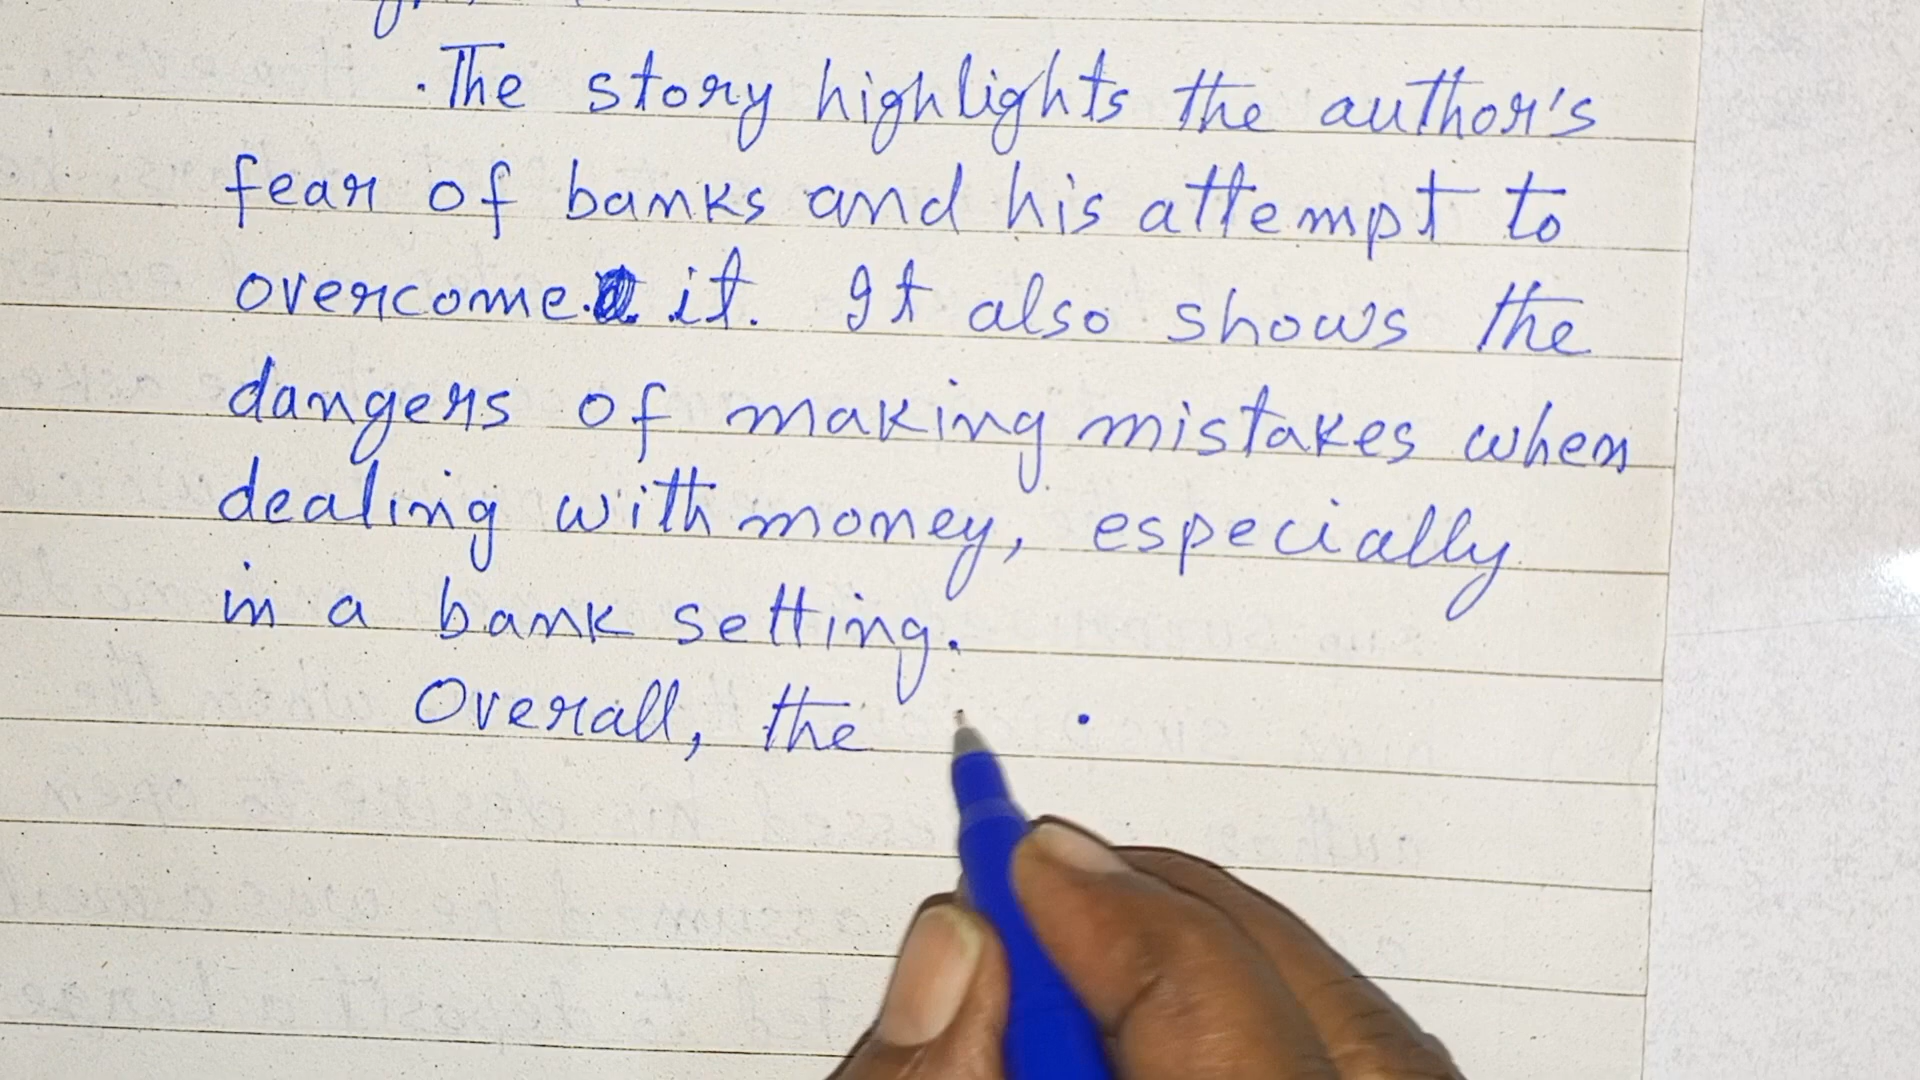 The story highlights the author's
fear of banks and his attempt to
overcome it. It also shows the
dangers of making mistakes when
dealing with money, especially
in a bank setting.
Overall, the